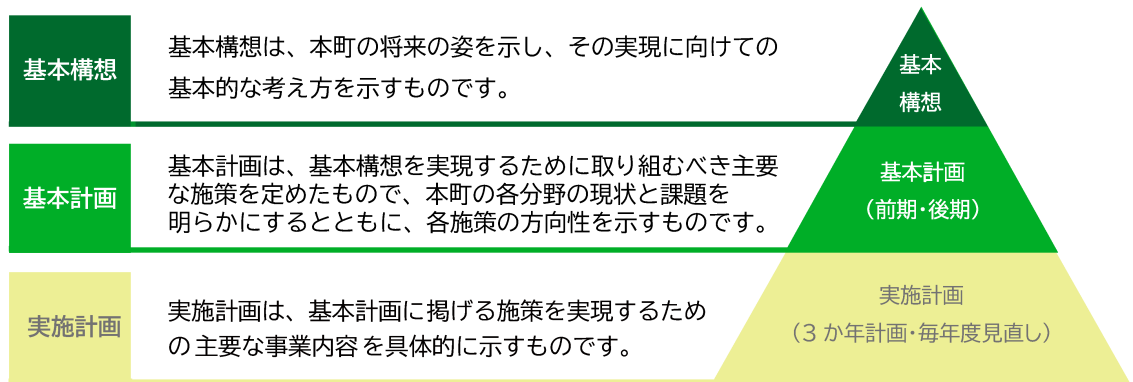 基本構想
基本構想は、本町の将来の姿を示し、その実現に向けての
基本的な考え方を示すものです。
基本
構想
基本計画
基本計画は、基本構想を実現するために取り組むべき主要
な施策を定めたもので、本町の各分野の現状と課題を
明らかにするとともに、各施策の方向性を示すものです。
基本計画
（前期・後期）
実施計画
実施計画は、基本計画に掲げる施策を実現するため
の主要な事業内容を具体的に示すものです。
実施計画
（3 か年計画・毎年度見直し）